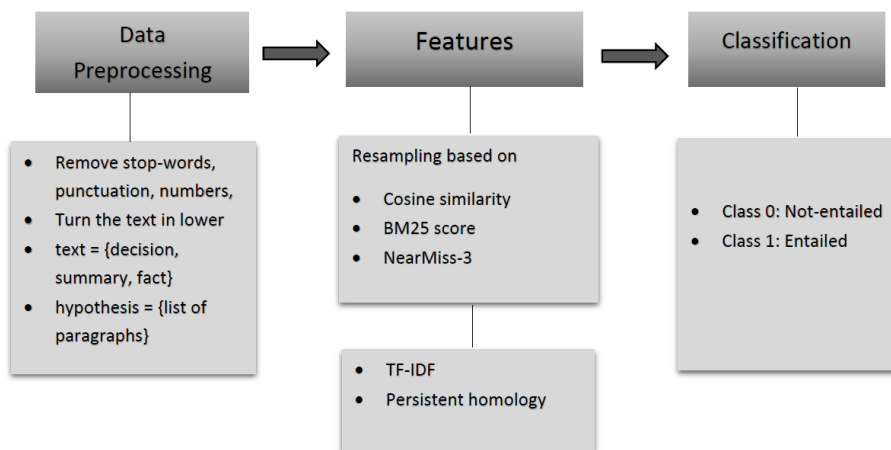 Data
Preprocessing
Features
Classification
• Remove stop-words,
punctuation, numbers,
• Turn the text in lower
• text = {decision,
summary, fact}
• hypothesis = {list of
paragraphs}
Resampling based on
• Cosine similarity
• BM25 score
• NearMiss-3
• TF-IDF
• Persistent homology
• Class 0: Not-entailed
• Class 1: Entailed